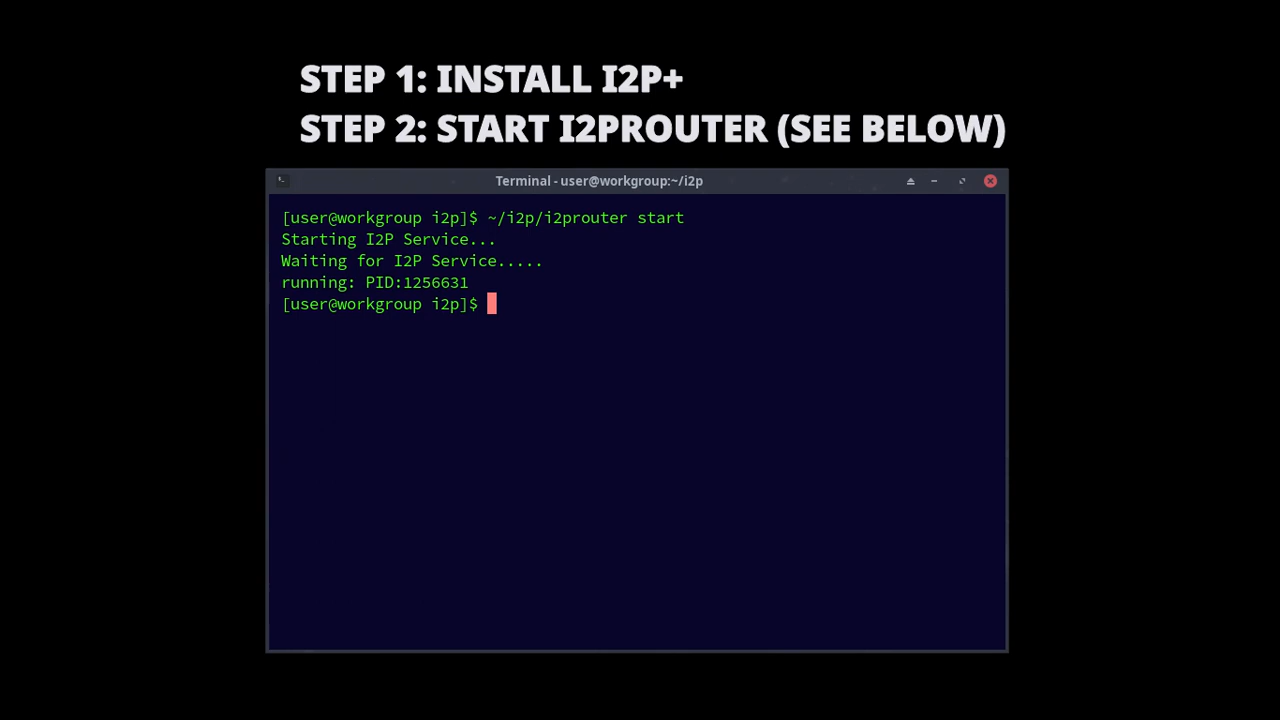 STEP 1: INSTALL I2P+
STEP 2: START I2PROUTER (SEE BELOW)
Terminal - user@workgroup:~/i2p
[user@workgroup i2p]$ ~/i2p/i2prouter start
Starting I2P Service...
Waiting for I2P Service.....
running: PID:1256631
[user@workgroup i2p]$